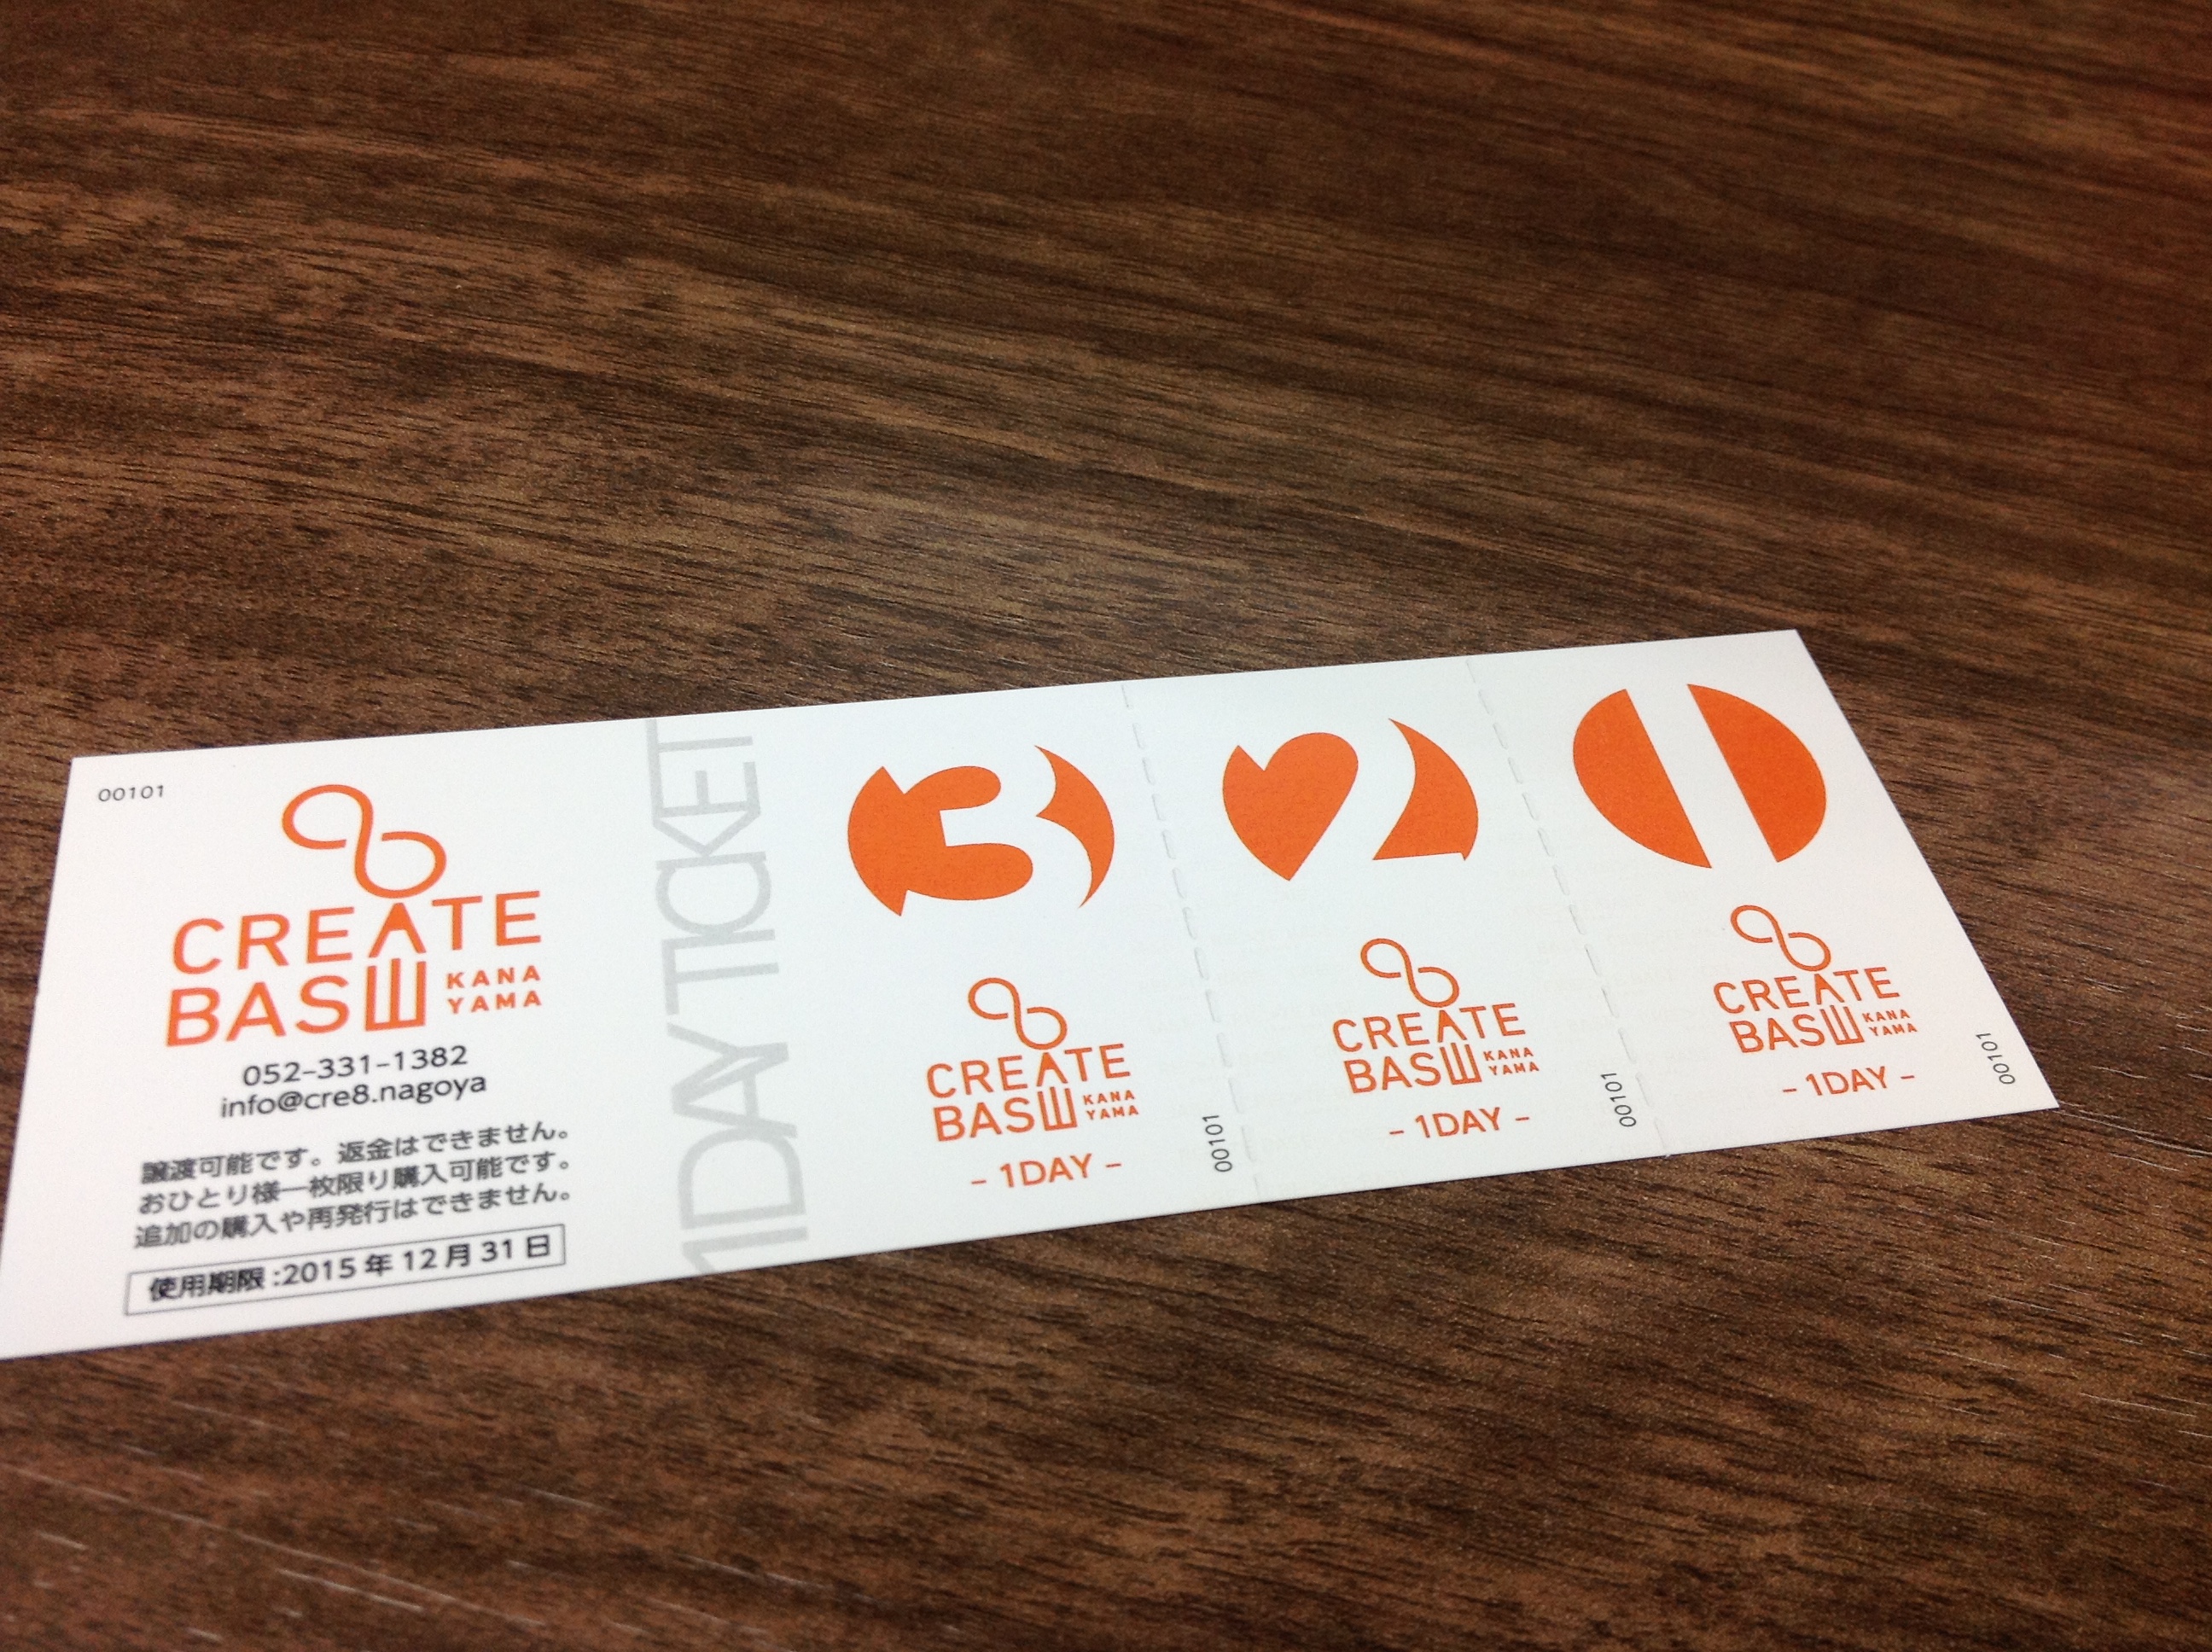 00101
CREATE
BASE KANA
YAMA
052-331-1382
info@cre8.nagoya
譲渡可能です。返金はできません。
おひとり様一枚限り購入可能です。
追加の購入や再発行はできません。
使用期限:2015年12月31日
1DAY TICKET
3
CREATE
BASE KANA
YAMA
- 1DAY -
00101
2
CREATE
BASE KANA
YAMA
- 1DAY -
00101
1
CREATE
BASE KANA
YAMA
- 1DAY -
00101